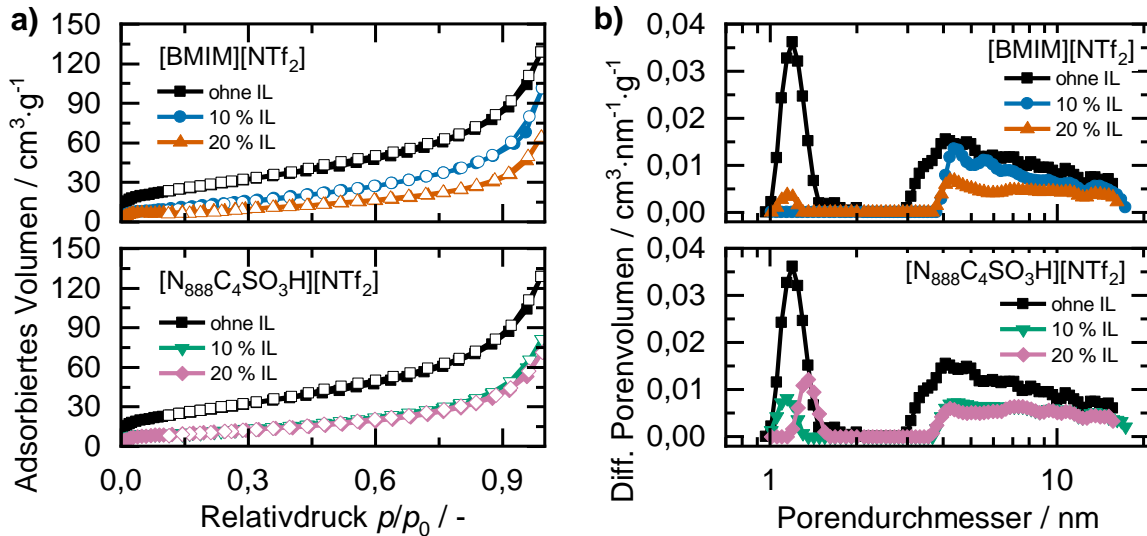 a)
Adsorbiertes Volumen / cm³·g⁻¹
150
120
90
60
30
0
[BMIM][NTf₂]
ohne IL
10 % IL
20 % IL
150
120
90
60
30
0
[N₈₈₈C₄SO₃H][NTf₂]
ohne IL
10 % IL
20 % IL
0,0 0,3 0,6 0,9
Relativdruck p/p₀ / -
b)
Diff. Porenvolumen / cm³·nm⁻¹·g⁻¹
0,04
0,03
0,02
0,01
0,00
[BMIM][NTf₂]
ohne IL
10 % IL
20 % IL
0,04
0,03
0,02
0,01
0,00
[N₈₈₈C₄SO₃H][NTf₂]
ohne IL
10 % IL
20 % IL
1 10
Porendurchmesser / nm